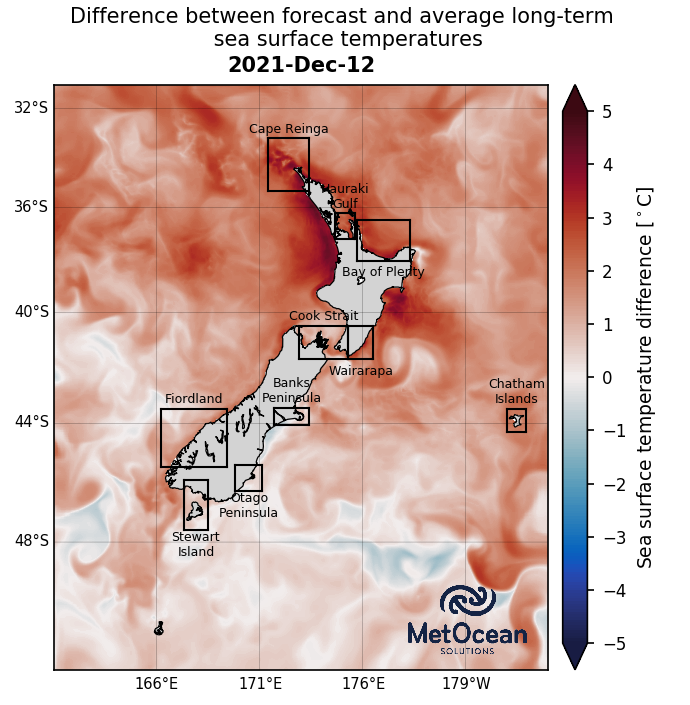 Difference between forecast and average long-term
sea surface temperatures
2021-Dec-12
32°S
36°S
40°S
44°S
48°S
166°E
171°E
176°E
179°W
Cape Reinga
Hauraki
Gulf
Bay of Plenty
Cook Strait
Wairarapa
Banks
Peninsula
Fiordland
Chatham
Islands
Otago
Peninsula
Stewart
Island
MetOcean
SOLUTIONS
5
4
3
2
1
0
−1
−2
−3
−4
−5
Sea surface temperature difference [°C]